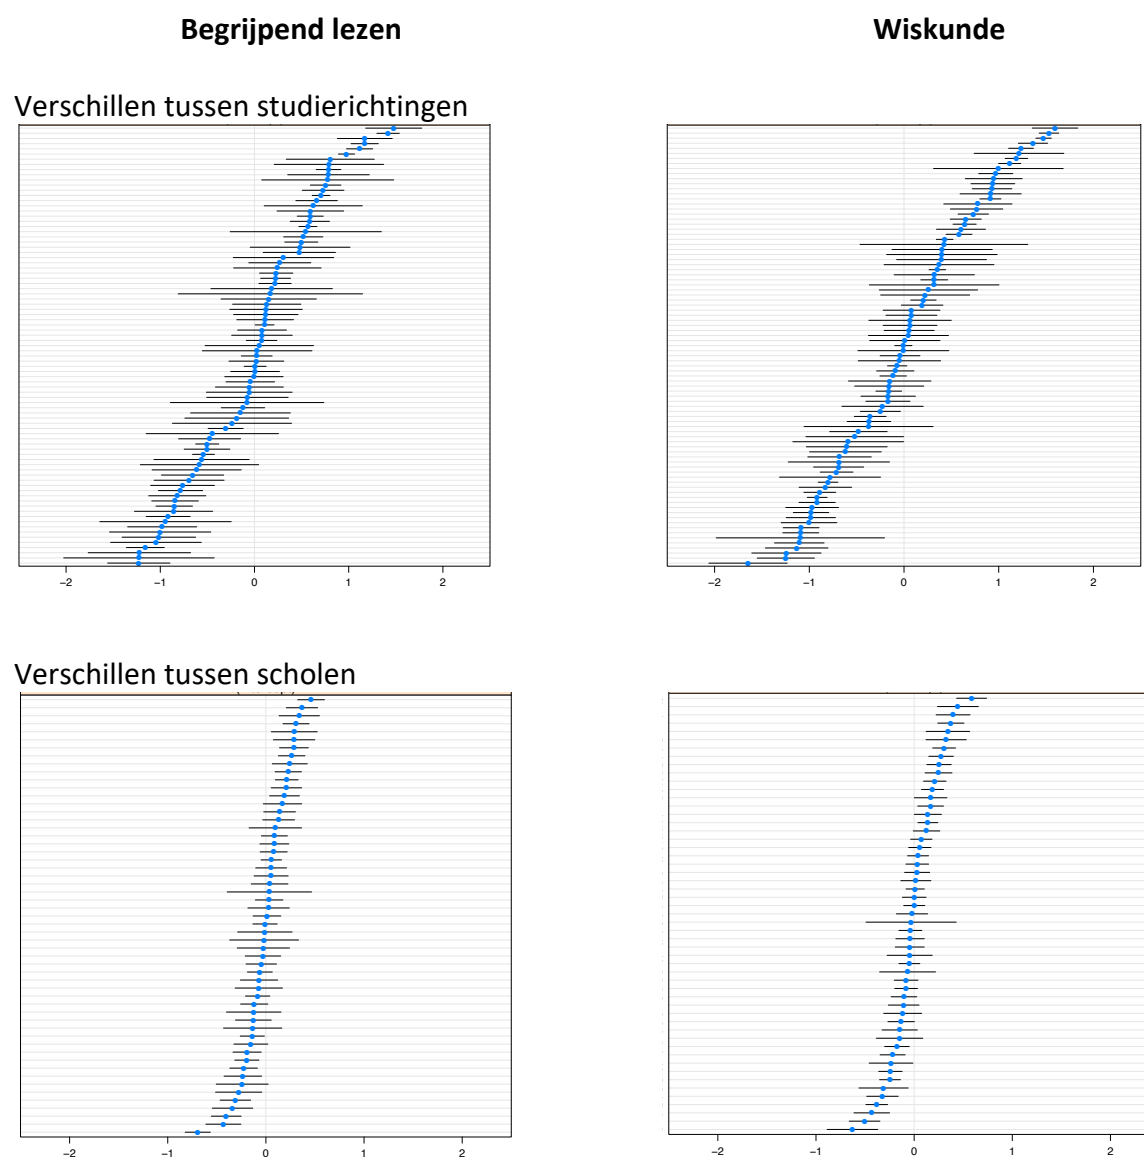 Begrijpend lezen
Wiskunde
Verschillen tussen studierichtingen
−2 −1 0 1 2
−2 −1 0 1 2
Verschillen tussen scholen
−2 −1 0 1 2
−2 −1 0 1 2